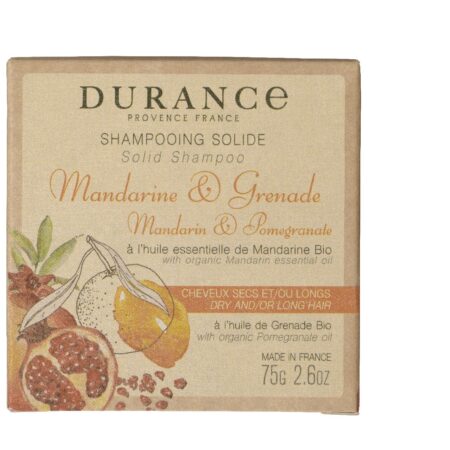 DURANCe
PROVENCE FRANCE
SHAMPOOING SOLIDE
Solid Shampoo
Mandarine & Grenade
Mandarin & Pomegranate
à l'huile essentielle de Mandarine Bio
with organic Mandarin essential oil
CHEVEUX SECS ET/OU LONGS
DRY AND/OR LONG HAIR
à l'huile de Grenade Bio
with organic Pomegranate oil
MADE IN FRANCE
75G 2.6OZ